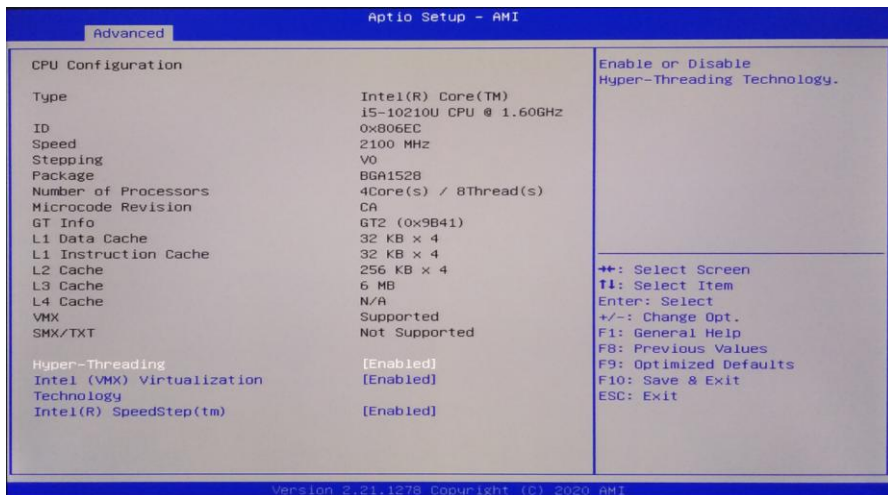 Aptio Setup - AMI
Advanced
CPU Configuration
Type Intel(R) Core(TM)
i5-10210U CPU @ 1.60GHz
ID 0x806EC
Speed 2100 MHz
Stepping V0
Package BGA1528
Number of Processors 4Core(s) / 8Thread(s)
Microcode Revision CA
GT Info GT2 (0x9B41)
L1 Data Cache 32 KB x 4
L1 Instruction Cache 32 KB x 4
L2 Cache 256 KB x 4
L3 Cache 6 MB
L4 Cache N/A
VMX Supported
SMX/TXT Not Supported
Hyper-Threading [Enabled]
Intel (VMX) Virtualization [Enabled]
Technology
Intel(R) SpeedStep(tm) [Enabled]
Enable or Disable
Hyper-Threading Technology.
→←: Select Screen
↑↓: Select Item
Enter: Select
+/-: Change Opt.
F1: General Help
F8: Previous Values
F9: Optimized Defaults
F10: Save & Exit
ESC: Exit
Version 2.21.1278 Copyright (C) 2020 AMI